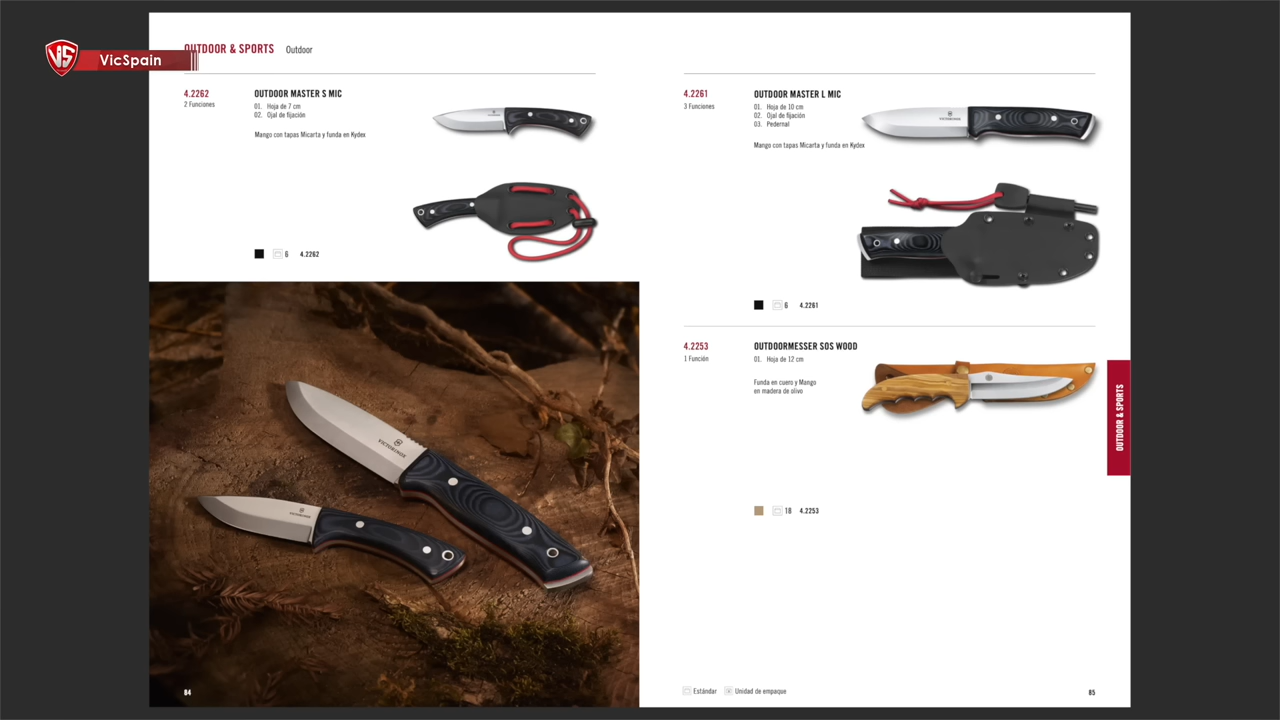 VS
VicSpain
OUTDOOR & SPORTS Outdoor
4.2262
2 Funciones
OUTDOOR MASTER S MIC
01. Hoja de 7 cm
02. Ojal de fijación
Mango con tapas Micarta y funda en Kydex
6 4.2262
VICTORINOX
VICTORINOX
84
4.2261
3 Funciones
OUTDOOR MASTER L MIC
01. Hoja de 10 cm
02. Ojal de fijación
03. Pedernal
Mango con tapas Micarta y funda en Kydex
VICTORINOX
6 4.2261
4.2253
1 Función
OUTDOORMESSER SOS WOOD
01. Hoja de 12 cm
Funda en cuero y Mango
en madera de olivo
18 4.2253
OUTDOOR & SPORTS
Estándar Unidad de empaque
85